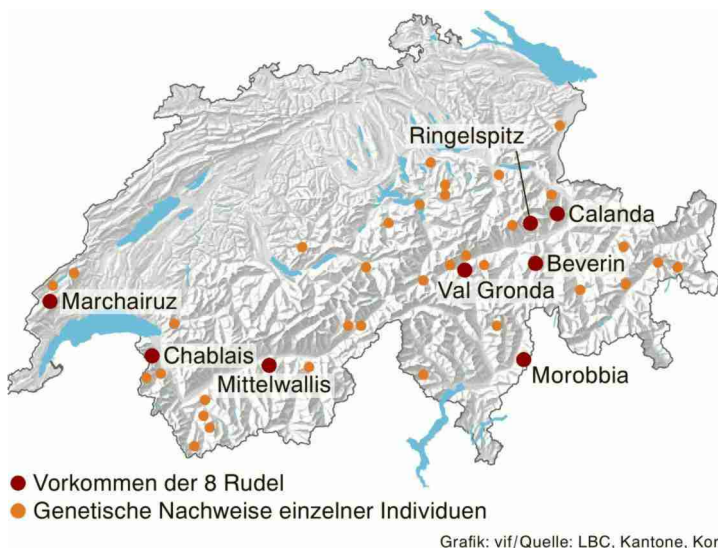 Ringelspitz
Calanda
Beverin
Val Gronda
Marchairuz
Chablais
Mittelwallis
Morobbia
Vorkommen der 8 Rudel
Genetische Nachweise einzelner Individuen
Grafik: vif/Quelle: LBC, Kantone,